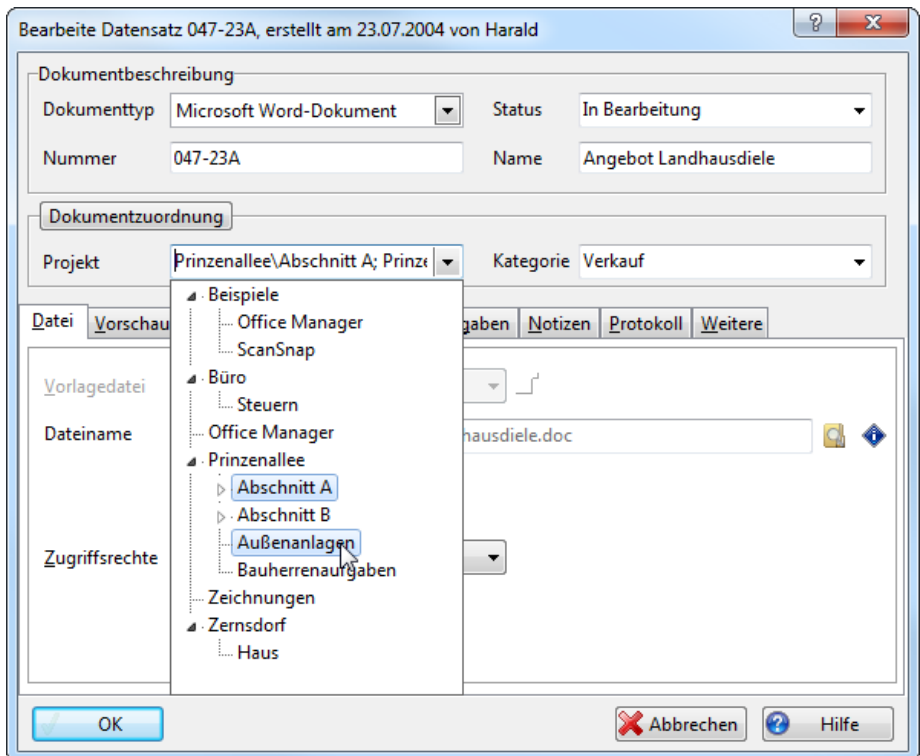 Bearbeite Datensatz 047-23A, erstellt am 23.07.2004 von Harald
Dokumentbeschreibung
Dokumenttyp Microsoft Word-Dokument Status In Bearbeitung
Nummer 047-23A Name Angebot Landhausdiele
Dokumentzuordnung
Projekt Prinzenallee\Abschnitt A; Prinze Kategorie Verkauf
Beispiele
Datei Vorschau gaben Notizen Protokoll Weitere
Office Manager
ScanSnap
Büro
Vorlagedatei
Steuern
Dateiname hausdiele.doc
Office Manager
Prinzenallee
Abschnitt A
Abschnitt B
Außenanlagen
Zugriffsrechte
Bauherrenaufgaben
Zeichnungen
Zernsdorf
Haus
OK Abbrechen Hilfe